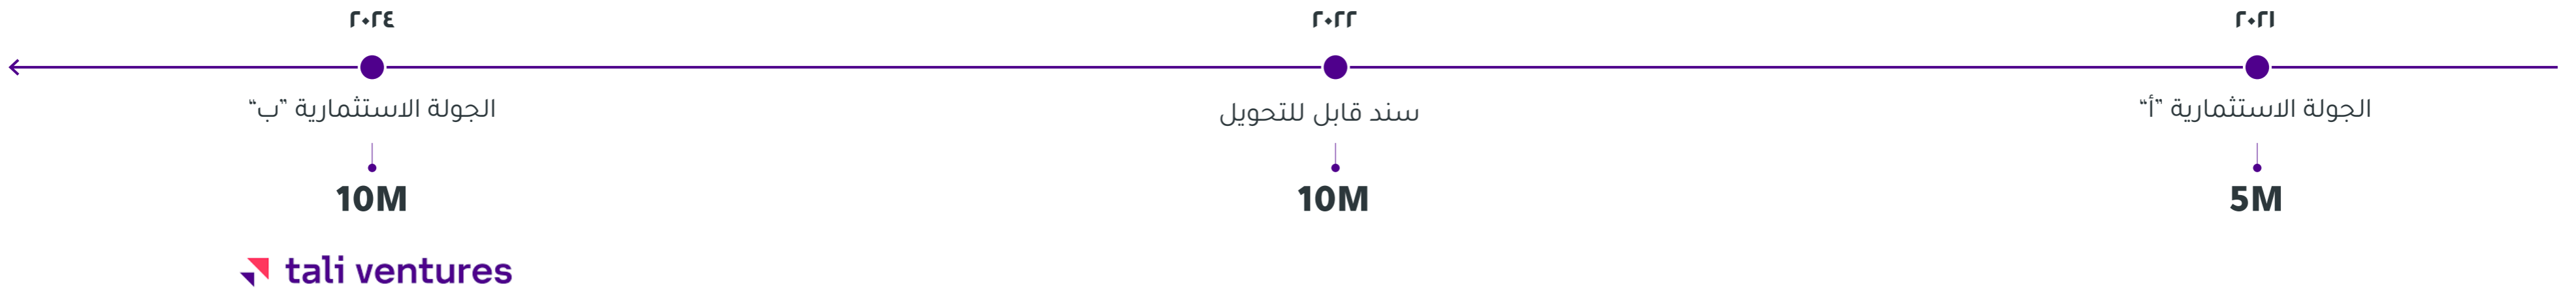 ٢٠٢١
الجولة الاستثمارية ”أ“
5M
٢٠٢٢
سند قابل للتحويل
10M
٢٠٢٤
الجولة الاستثمارية ”ب“
10M
tali ventures